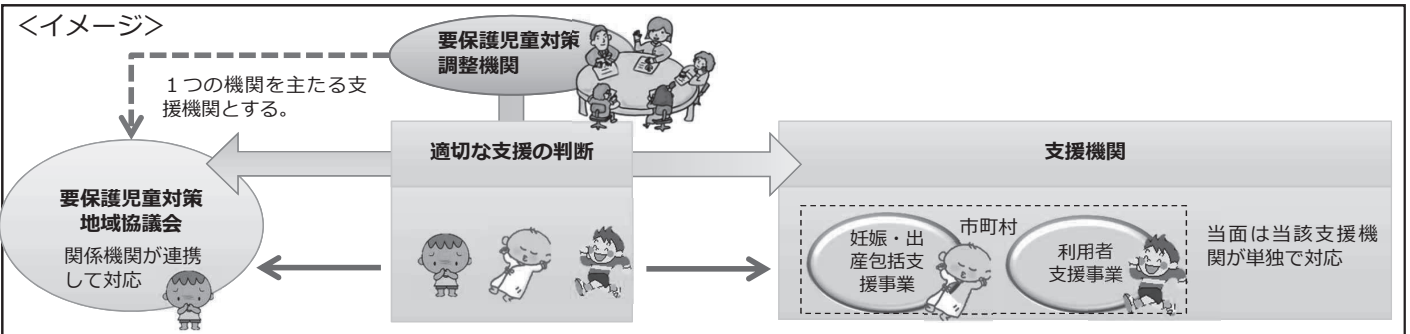 ＜イメージ＞
要保護児童対策
調整機関
１つの機関を主たる支
援機関とする。
適切な支援の判断
支援機関
要保護児童対策
地域協議会
関係機関が連携
して対応
市町村
妊娠・出
産包括支
援事業
利用者
支援事業
当面は当該支援機
関が単独で対応